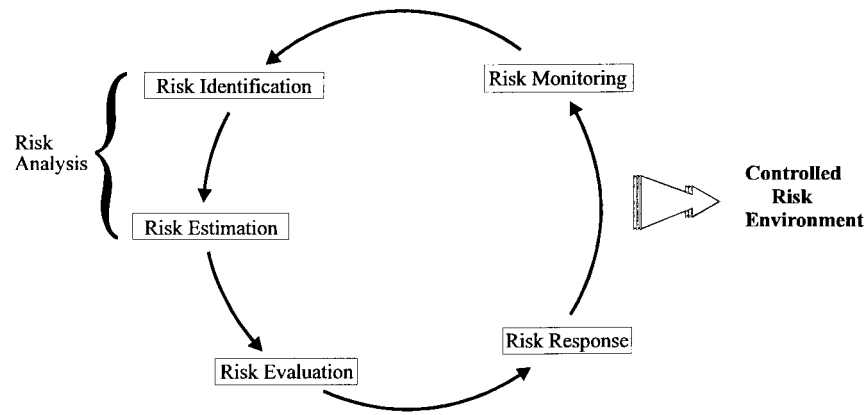 Risk Identification
Risk Monitoring
Risk
Analysis
Controlled
Risk
Environment
Risk Estimation
Risk Response
Risk Evaluation